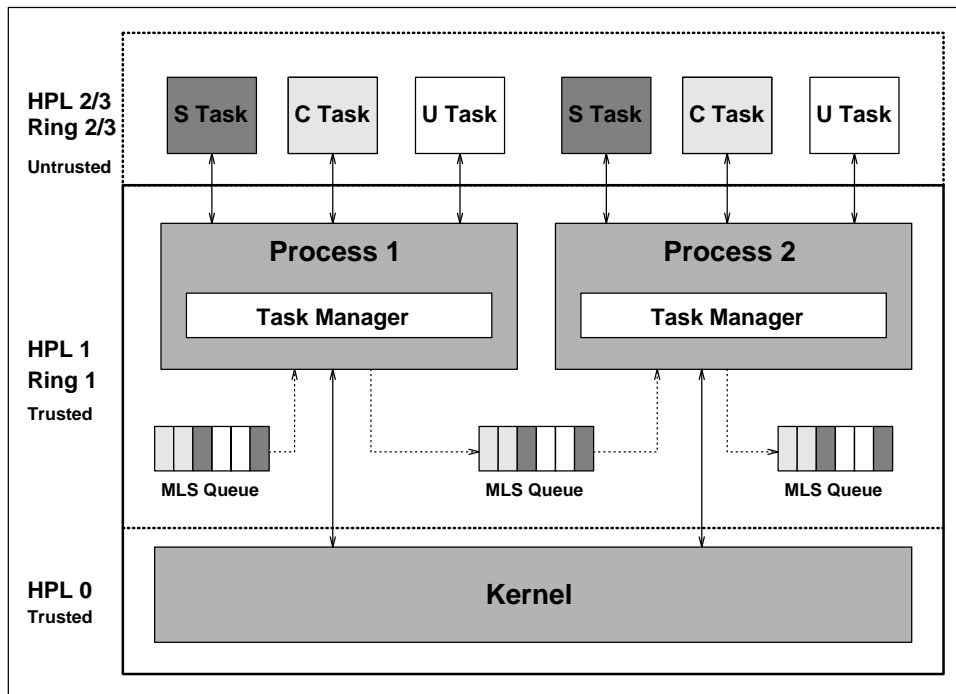 HPL 2/3
Ring 2/3
Untrusted
S Task
C Task
U Task
S Task
C Task
U Task
HPL 1
Ring 1
Trusted
Process 1
Task Manager
Process 2
Task Manager
MLS Queue
MLS Queue
MLS Queue
HPL 0
Trusted
Kernel